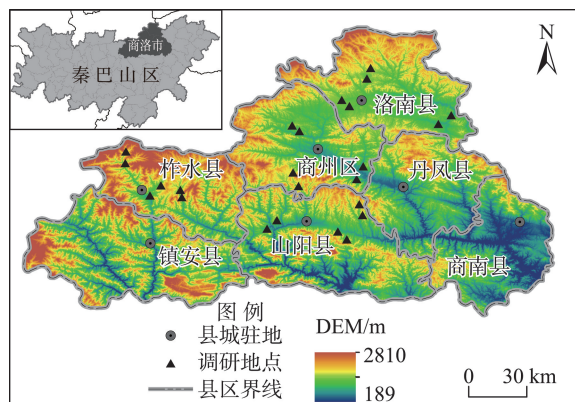 商洛市
秦巴山区
N
洛南县
柞水县
商州区
丹凤县
镇安县
山阳县
商南县
图例
县城驻地
调研地点
县区界线
DEM/m
2810
189
0 30 km